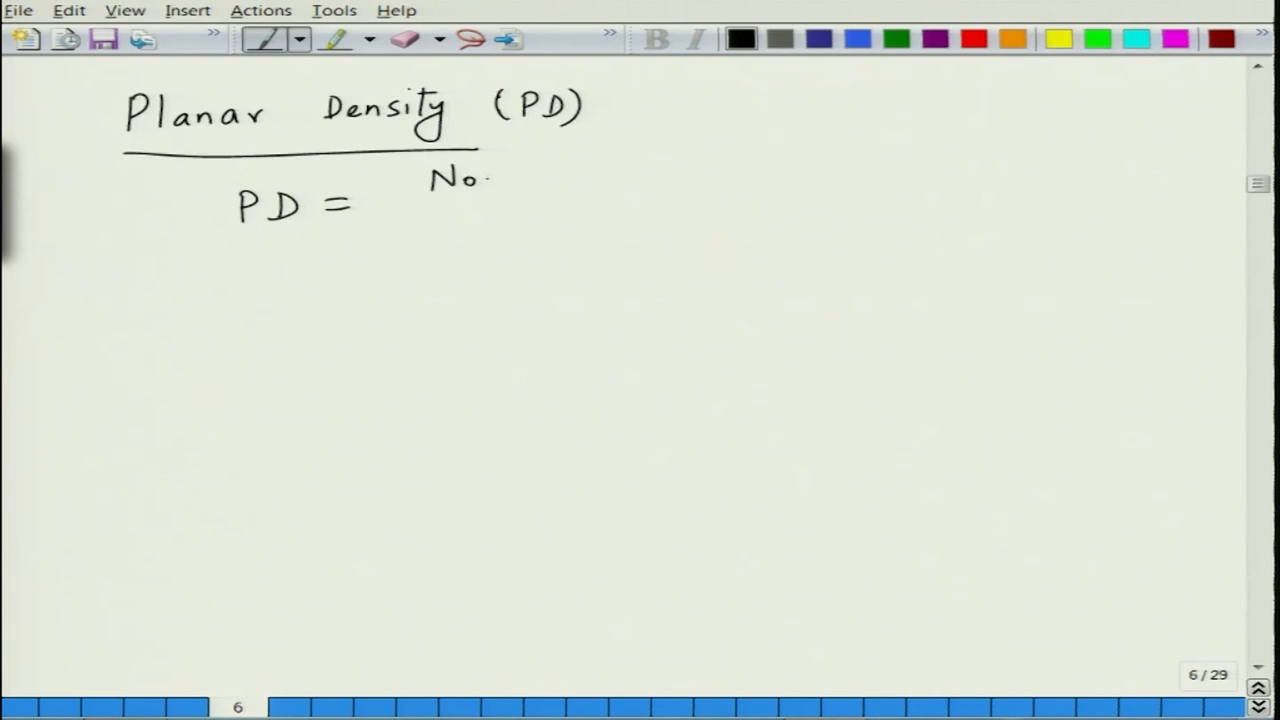 File Edit View Insert Actions Tools Help
B I
Planar Density (PD)
PD = No.
6 / 29
6